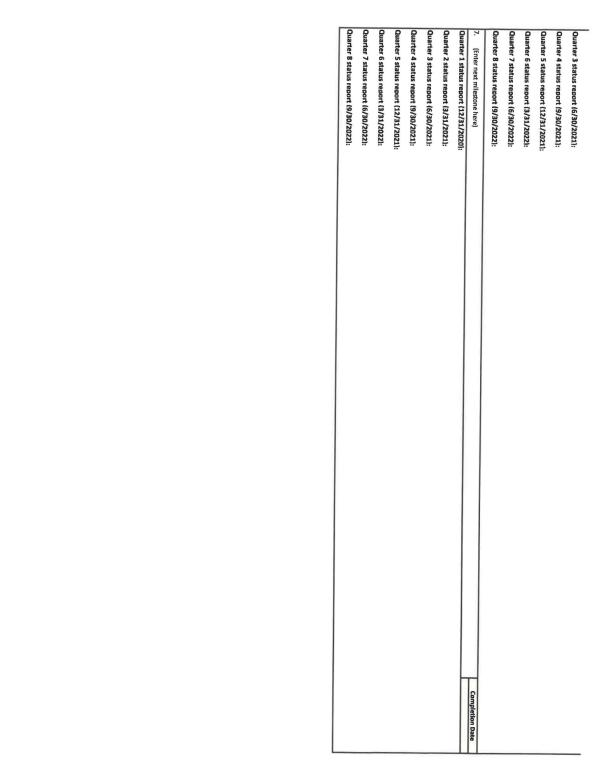 Quarter 3 status report (6/30/2021):
Quarter 4 status report (9/30/2021):
Quarter 5 status report (12/31/2021):
Quarter 6 status report (3/31/2022):
Quarter 7 status report (6/30/2022):
Quarter 8 status report (9/30/2022):
7. (Enter next milestone here)
Completion Date
Quarter 1 status report (12/31/2020):
Quarter 2 status report (3/31/2021):
Quarter 3 status report (6/30/2021):
Quarter 4 status report (9/30/2021):
Quarter 5 status report (12/31/2021):
Quarter 6 status report (3/31/2022):
Quarter 7 status report (6/30/2022):
Quarter 8 status report (9/30/2022):